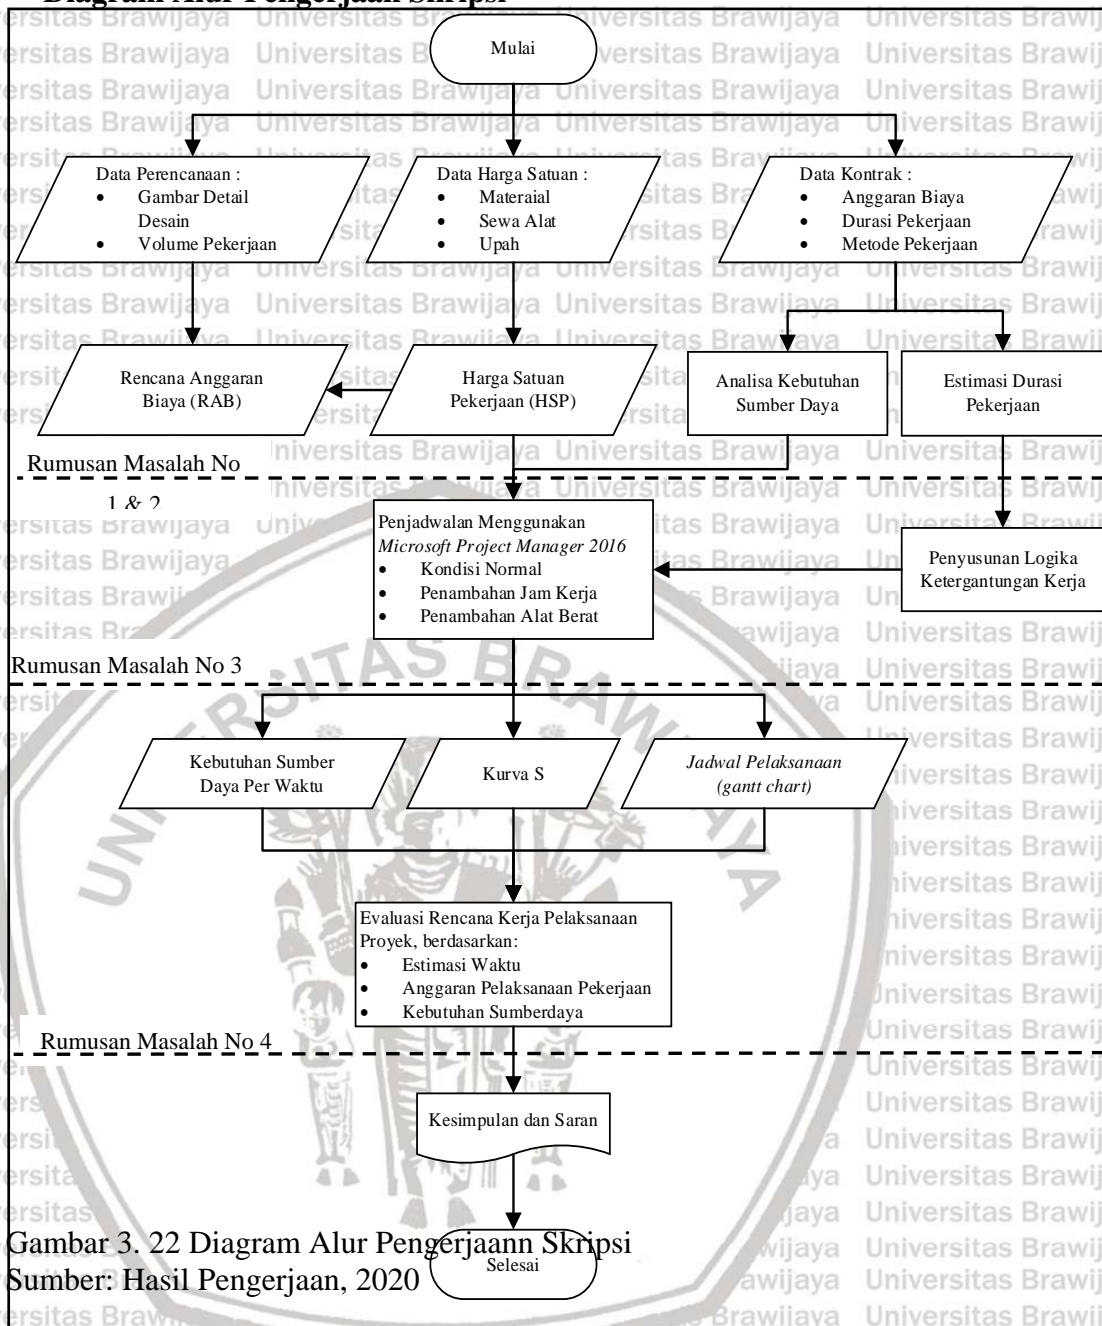 Diagram Alur Pengerjaan Skripsi
Mulai
Data Perencanaan :
• Gambar Detail
Desain
• Volume Pekerjaan
Data Harga Satuan :
• Materaial
• Sewa Alat
• Upah
Data Kontrak :
• Anggaran Biaya
• Durasi Pekerjaan
• Metode Pekerjaan
Rencana Anggaran
Biaya (RAB)
Harga Satuan
Pekerjaan (HSP)
Analisa Kebutuhan
Sumber Daya
Estimasi Durasi
Pekerjaan
Rumusan Masalah No
1 & 2
Penjadwalan Menggunakan
Microsoft Project Manager 2016
• Kondisi Normal
• Penambahan Jam Kerja
• Penambahan Alat Berat
Penyusunan Logika
Ketergantungan Kerja
Rumusan Masalah No 3
Kebutuhan Sumber
Daya Per Waktu
Kurva S
Jadwal Pelaksanaan
(gantt chart)
Evaluasi Rencana Kerja Pelaksanaan
Proyek, berdasarkan:
• Estimasi Waktu
• Anggaran Pelaksanaan Pekerjaan
• Kebutuhan Sumberdaya
Rumusan Masalah No 4
Kesimpulan dan Saran
Selesai
Gambar 3. 22 Diagram Alur Pengerjaann Skripsi
Sumber: Hasil Pengerjaan, 2020
UNIVERSITAS BRAWIJAYA
Universitas Brawijaya